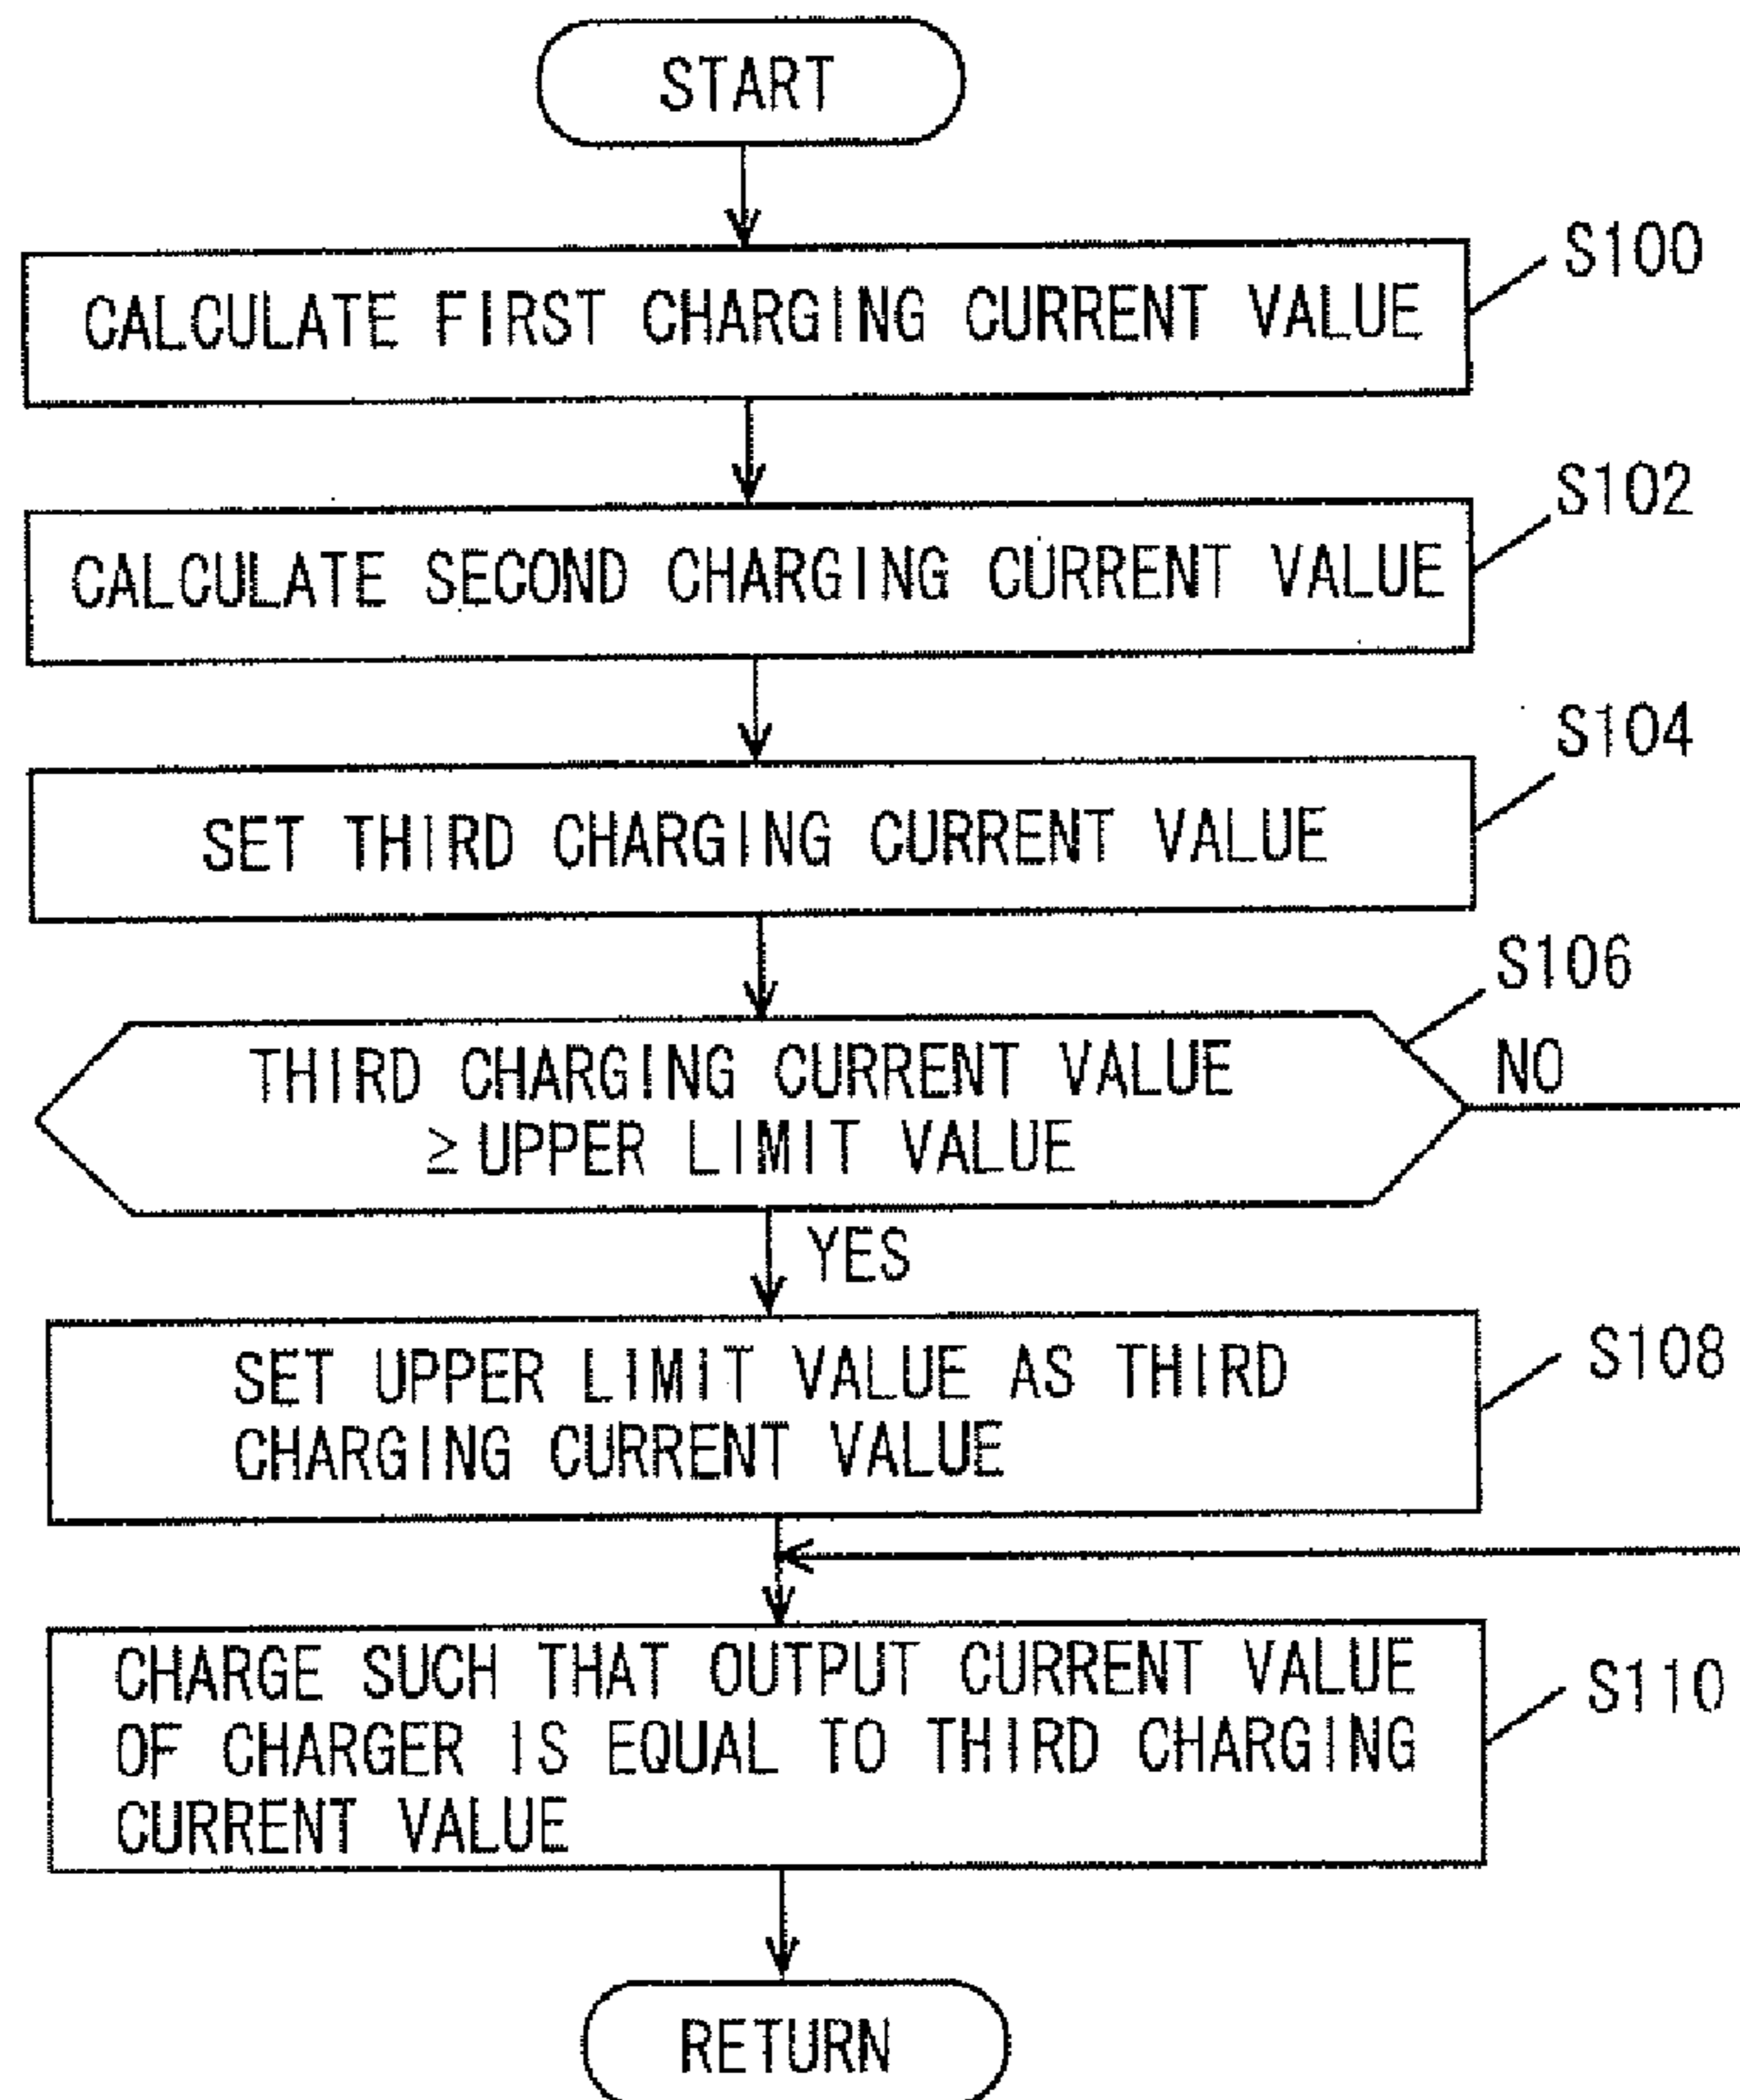 START
S100
CALCULATE FIRST CHARGING CURRENT VALUE
S102
CALCULATE SECOND CHARGING CURRENT VALUE
S104
SET THIRD CHARGING CURRENT VALUE
S106
THIRD CHARGING CURRENT VALUE
≥ UPPER LIMIT VALUE
NO
YES
SET UPPER LIMIT VALUE AS THIRD
CHARGING CURRENT VALUE
S108
CHARGE SUCH THAT OUTPUT CURRENT VALUE
OF CHARGER IS EQUAL TO THIRD CHARGING
CURRENT VALUE
S110
RETURN